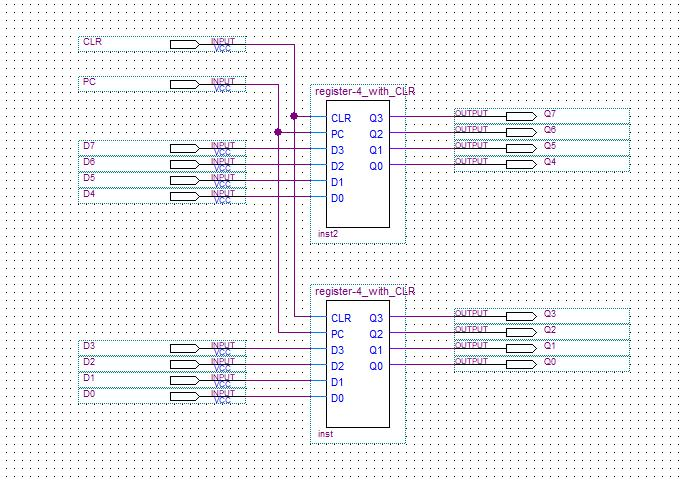 CLR INPUT VCC
PC INPUT VCC
register-4_with_CLR
CLR Q3 OUTPUT Q7
PC Q2 OUTPUT Q6
D7 INPUT VCC D3 Q1 OUTPUT Q5
D6 INPUT VCC D2 Q0 OUTPUT Q4
D5 INPUT VCC D1
D4 INPUT VCC D0
inst2
register-4_with_CLR
CLR Q3 OUTPUT Q3
PC Q2 OUTPUT Q2
D3 INPUT VCC D3 Q1 OUTPUT Q1
D2 INPUT VCC D2 Q0 OUTPUT Q0
D1 INPUT VCC D1
D0 INPUT VCC D0
inst